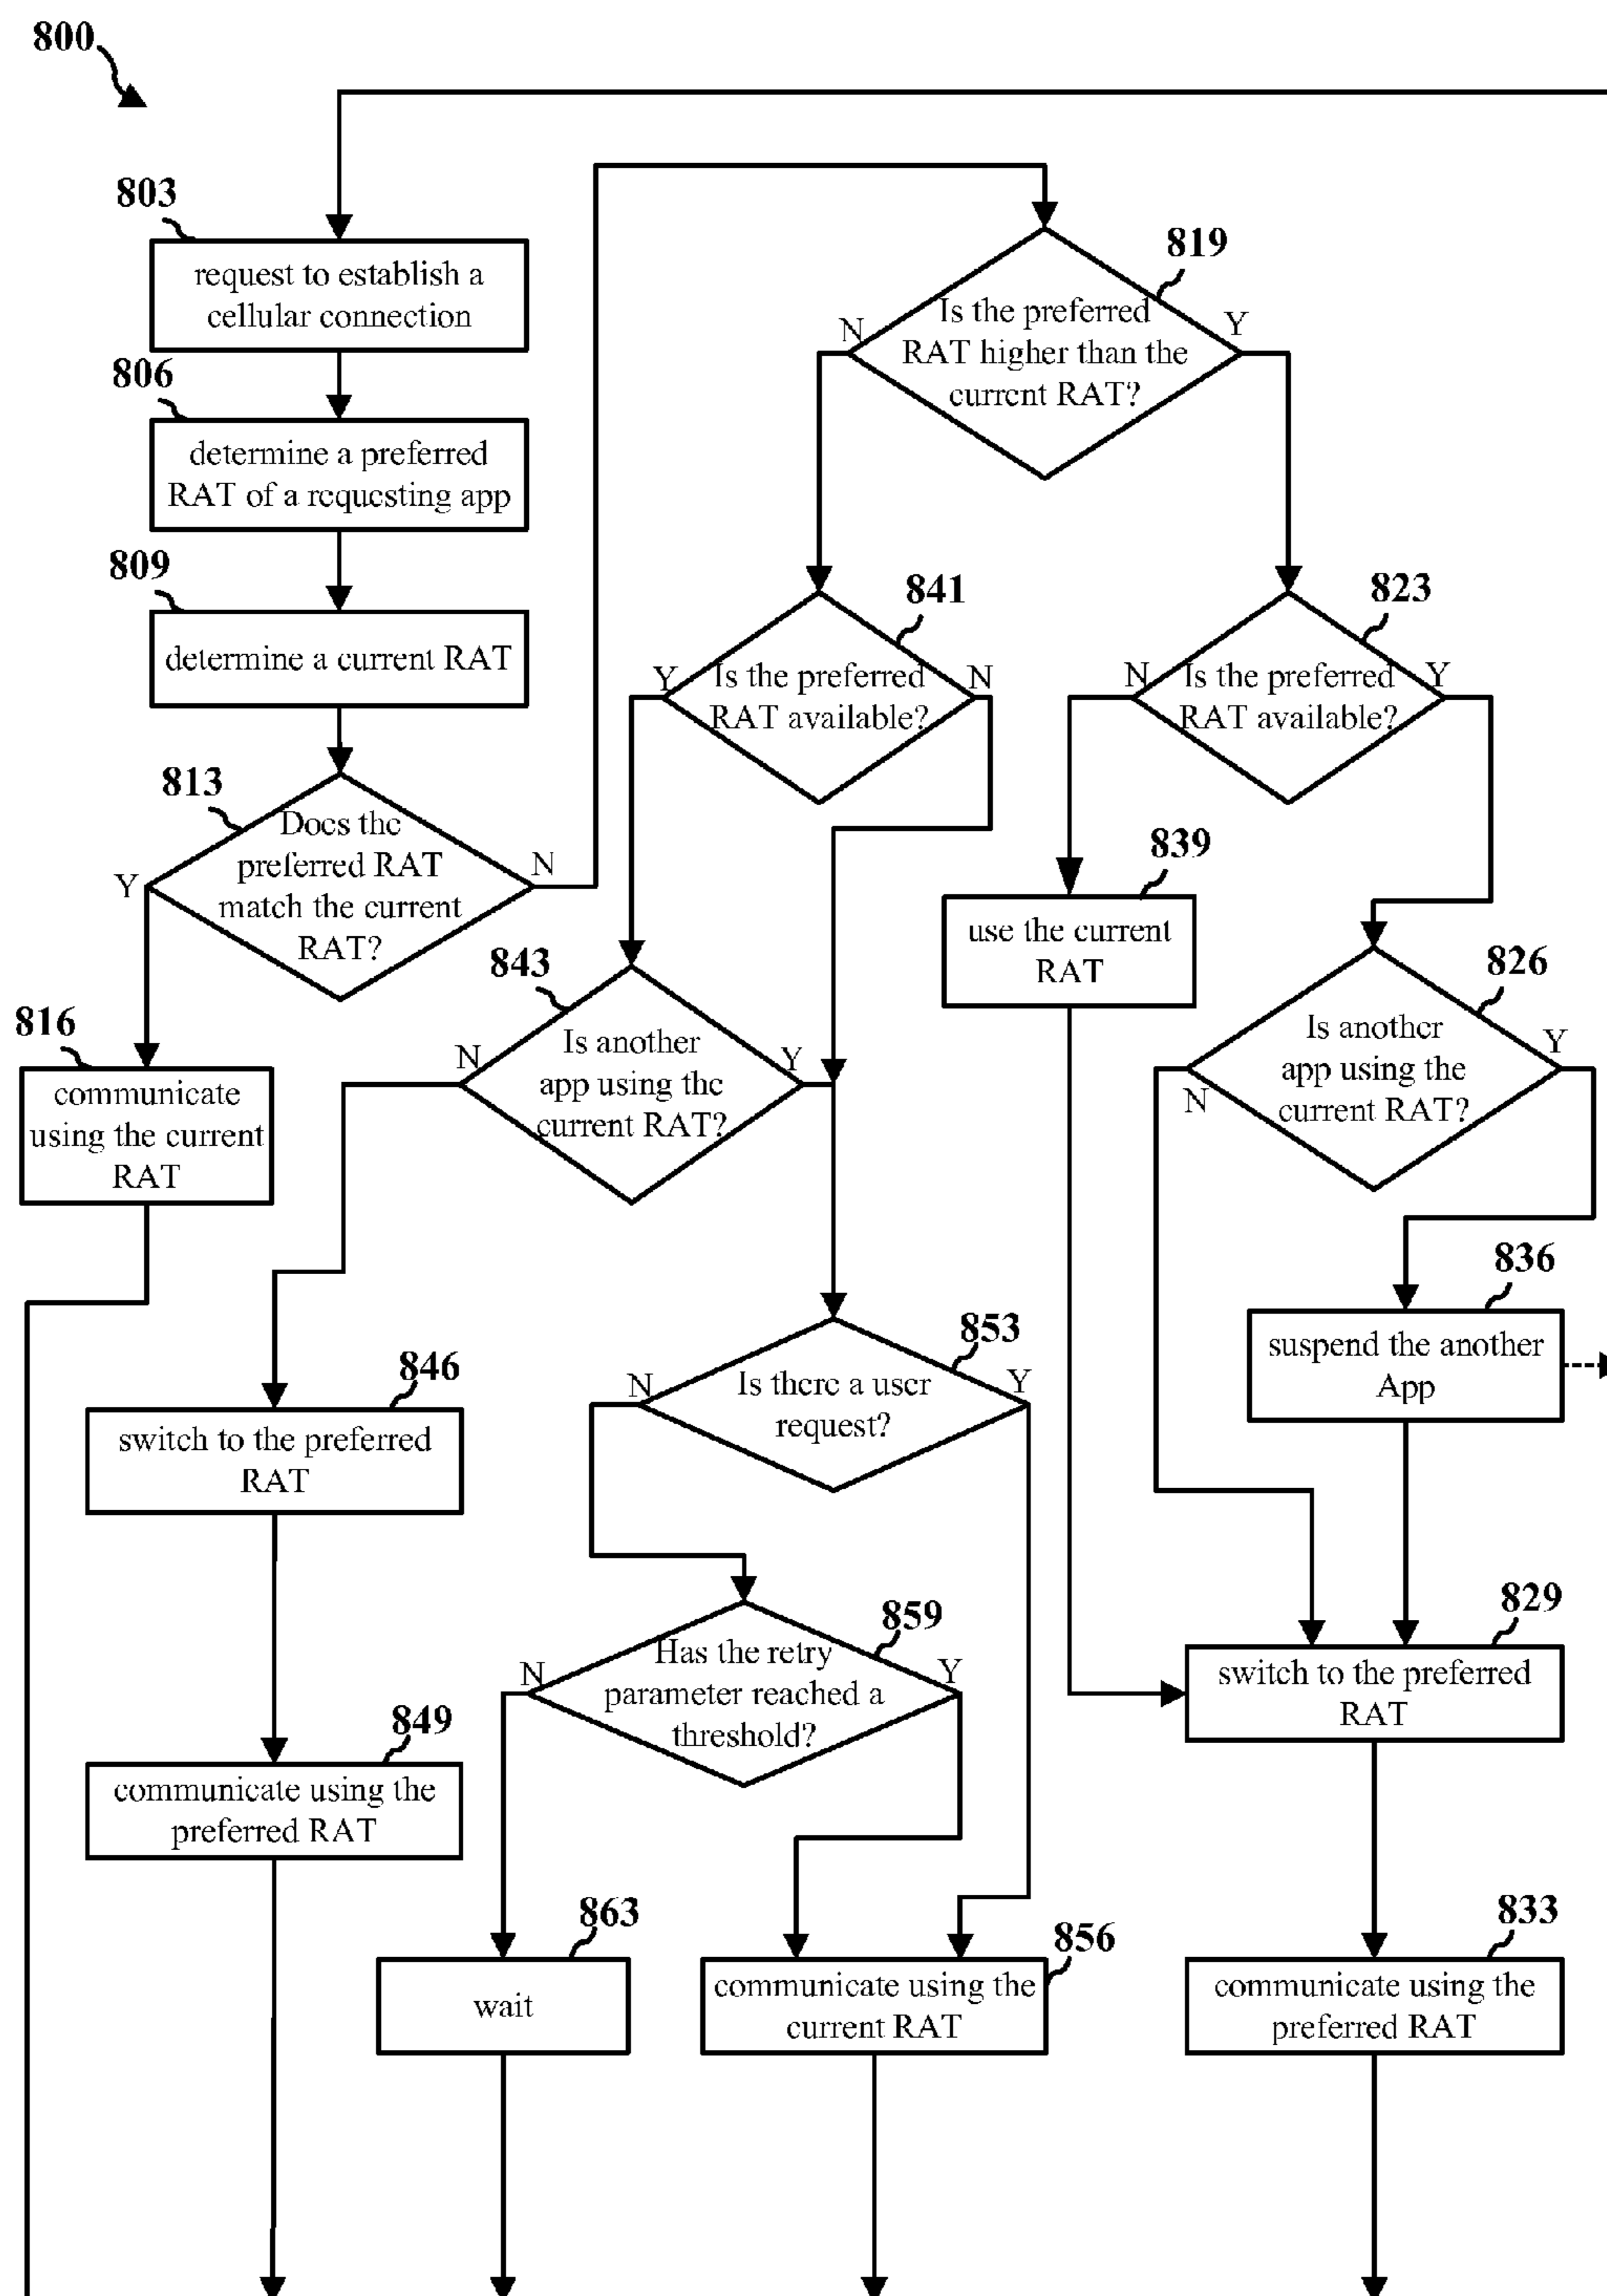 800
803
request to establish a
cellular connection
806
determine a preferred
RAT of a requesting app
809
determine a current RAT
813
Does the
preferred RAT
match the current
RAT?
Y
N
816
communicate
using the current
RAT
819
Is the preferred
RAT higher than the
current RAT?
N
Y
841
Is the preferred
RAT available?
Y
N
823
Is the preferred
RAT available?
N
Y
839
use the current
RAT
843
Is another
app using the
current RAT?
N
Y
826
Is another
app using the
current RAT?
N
Y
836
suspend the another
App
846
switch to the preferred
RAT
853
Is there a user
request?
N
Y
859
Has the retry
parameter reached a
threshold?
N
Y
829
switch to the preferred
RAT
849
communicate using the
preferred RAT
863
wait
856
communicate using the
current RAT
833
communicate using the
preferred RAT